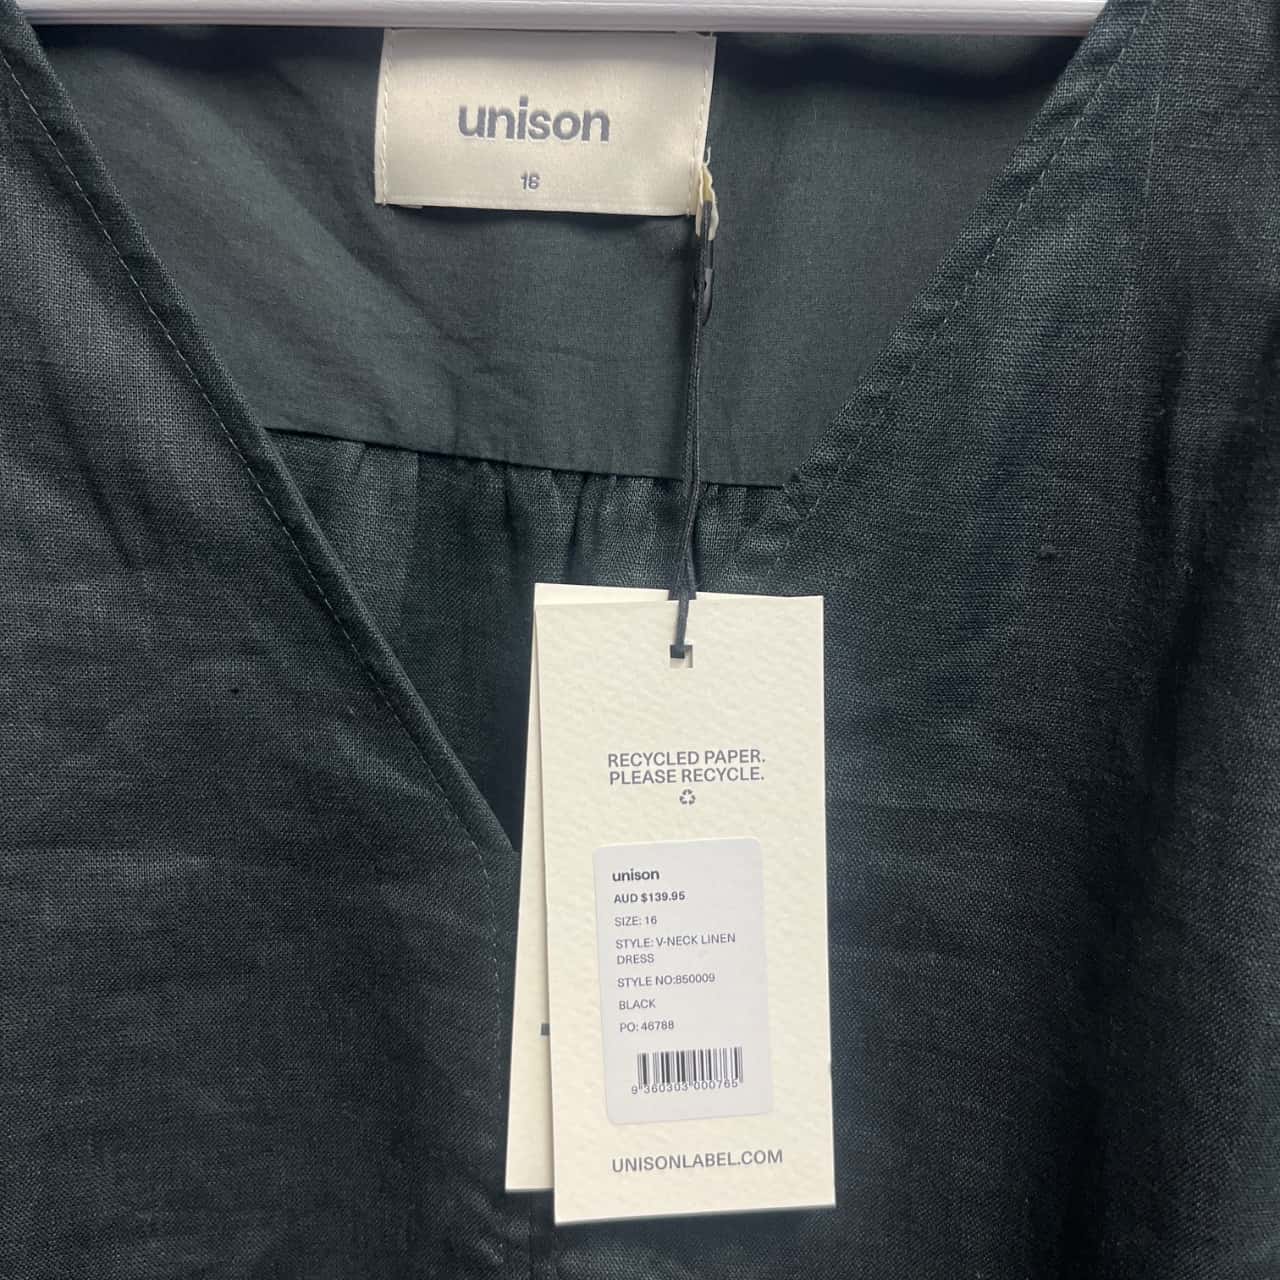 unison
16
RECYCLED PAPER.
PLEASE RECYCLE.
unison
AUD $139.95
SIZE: 16
STYLE: V-NECK LINEN
DRESS
STYLE NO:850009
BLACK
PO: 46788
9 360303 000765
UNISONLABEL.COM